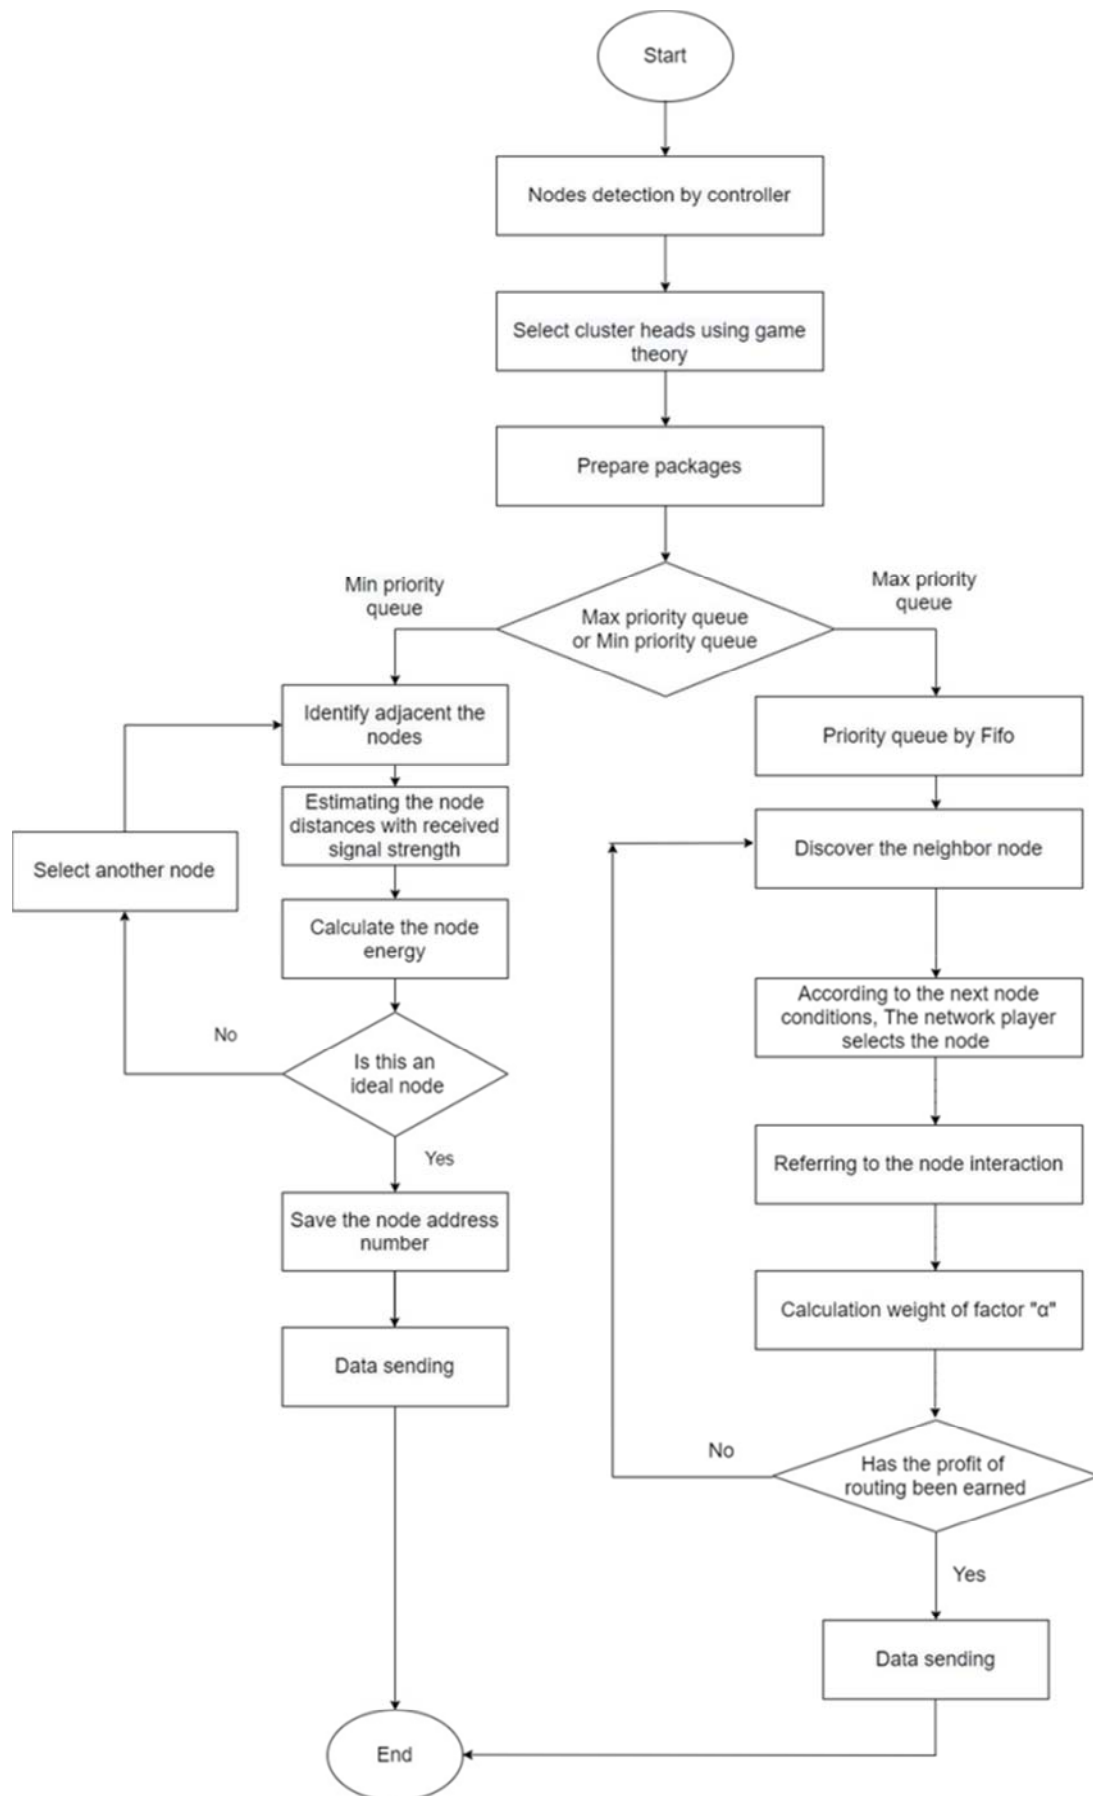 Start
Nodes detection by controller
Select cluster heads using game
theory
Prepare packages
Max priority queue
or Min priority queue
Min priority
queue
Max priority
queue
Identify adjacent the
nodes
Estimating the node
distances with received
signal strength
Select another node
Calculate the node
energy
No
Is this an
ideal node
Yes
Save the node address
number
Data sending
Priority queue by Fifo
Discover the neighbor node
According to the next node
conditions, The network player
selects the node
Referring to the node interaction
Calculation weight of factor "α"
No
Has the profit of
routing been earned
Yes
Data sending
End